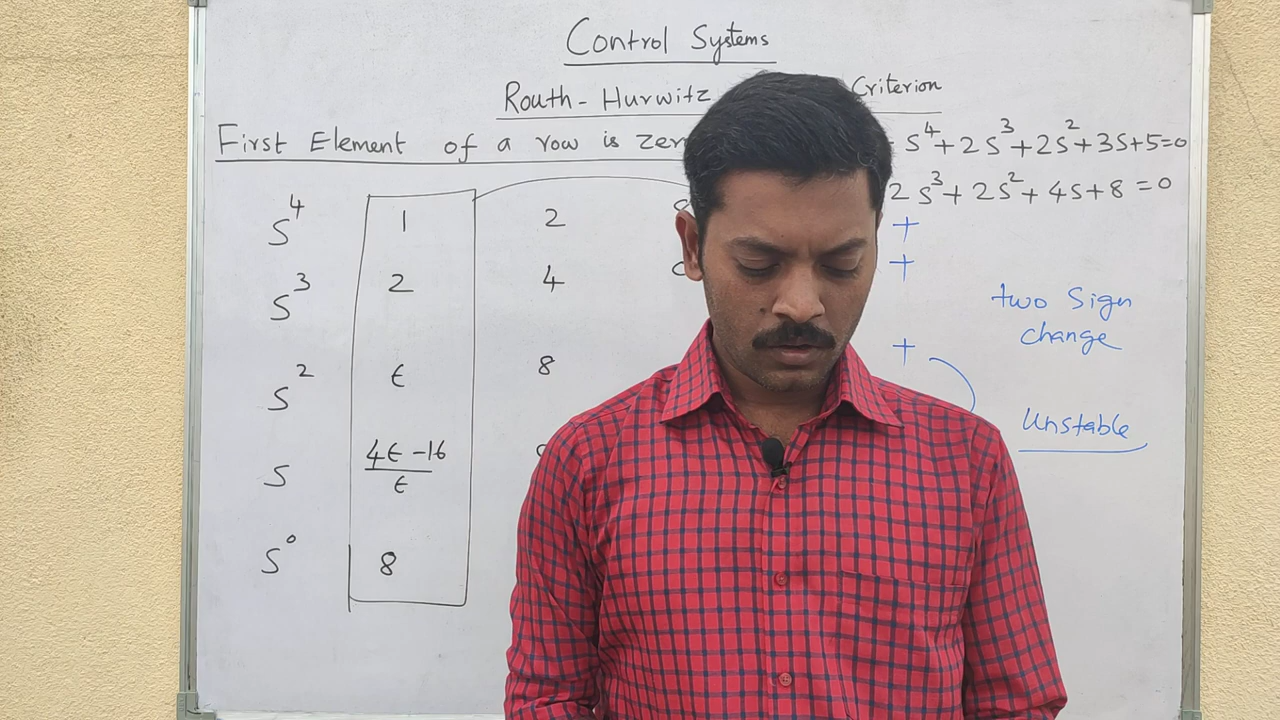 Control Systems
Routh-Hurwitz Criterion
First Element of a row is zer
S⁴+2S³+2S²+3S+5=0
2S³+2S²+4S+8=0
S⁴ 1 2 +
S³ 2 4 +
two Sign
change
S² ϵ 8 +
Unstable
S 4ϵ-16/ϵ
S⁰ 8